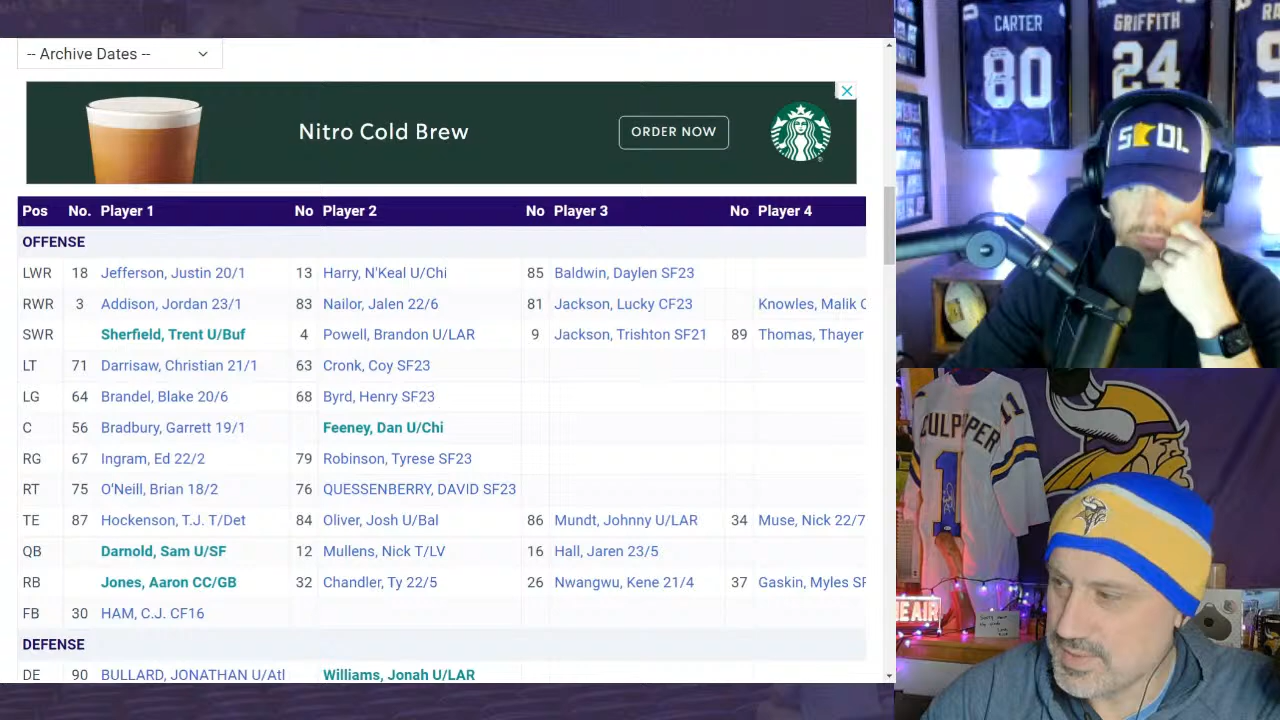 -- Archive Dates --
Nitro Cold Brew
ORDER NOW
Pos No. Player 1 No Player 2 No Player 3 No Player 4
OFFENSE
LWR 18 Jefferson, Justin 20/1 13 Harry, N'Keal U/Chi 85 Baldwin, Daylen SF23
RWR 3 Addison, Jordan 23/1 83 Nailor, Jalen 22/6 81 Jackson, Lucky CF23 Knowles, Malik C
SWR Sherfield, Trent U/Buf 4 Powell, Brandon U/LAR 9 Jackson, Trishton SF21 89 Thomas, Thayer
LT 71 Darrisaw, Christian 21/1 63 Cronk, Coy SF23
LG 64 Brandel, Blake 20/6 68 Byrd, Henry SF23
C 56 Bradbury, Garrett 19/1 Feeney, Dan U/Chi
RG 67 Ingram, Ed 22/2 79 Robinson, Tyrese SF23
RT 75 O'Neill, Brian 18/2 76 QUESSENBERRY, DAVID SF23
TE 87 Hockenson, T.J. T/Det 84 Oliver, Josh U/Bal 86 Mundt, Johnny U/LAR 34 Muse, Nick 22/7
QB Darnold, Sam U/SF 12 Mullens, Nick T/LV 16 Hall, Jaren 23/5
RB Jones, Aaron CC/GB 32 Chandler, Ty 22/5 26 Nwangwu, Kene 21/4 37 Gaskin, Myles SF
FB 30 HAM, C.J. CF16
DEFENSE
DE 90 BULLARD, JONATHAN U/Atl Williams, Jonah U/LAR
CARTER
80
GRIFFITH
24
SKOL
CULPEPPER
11